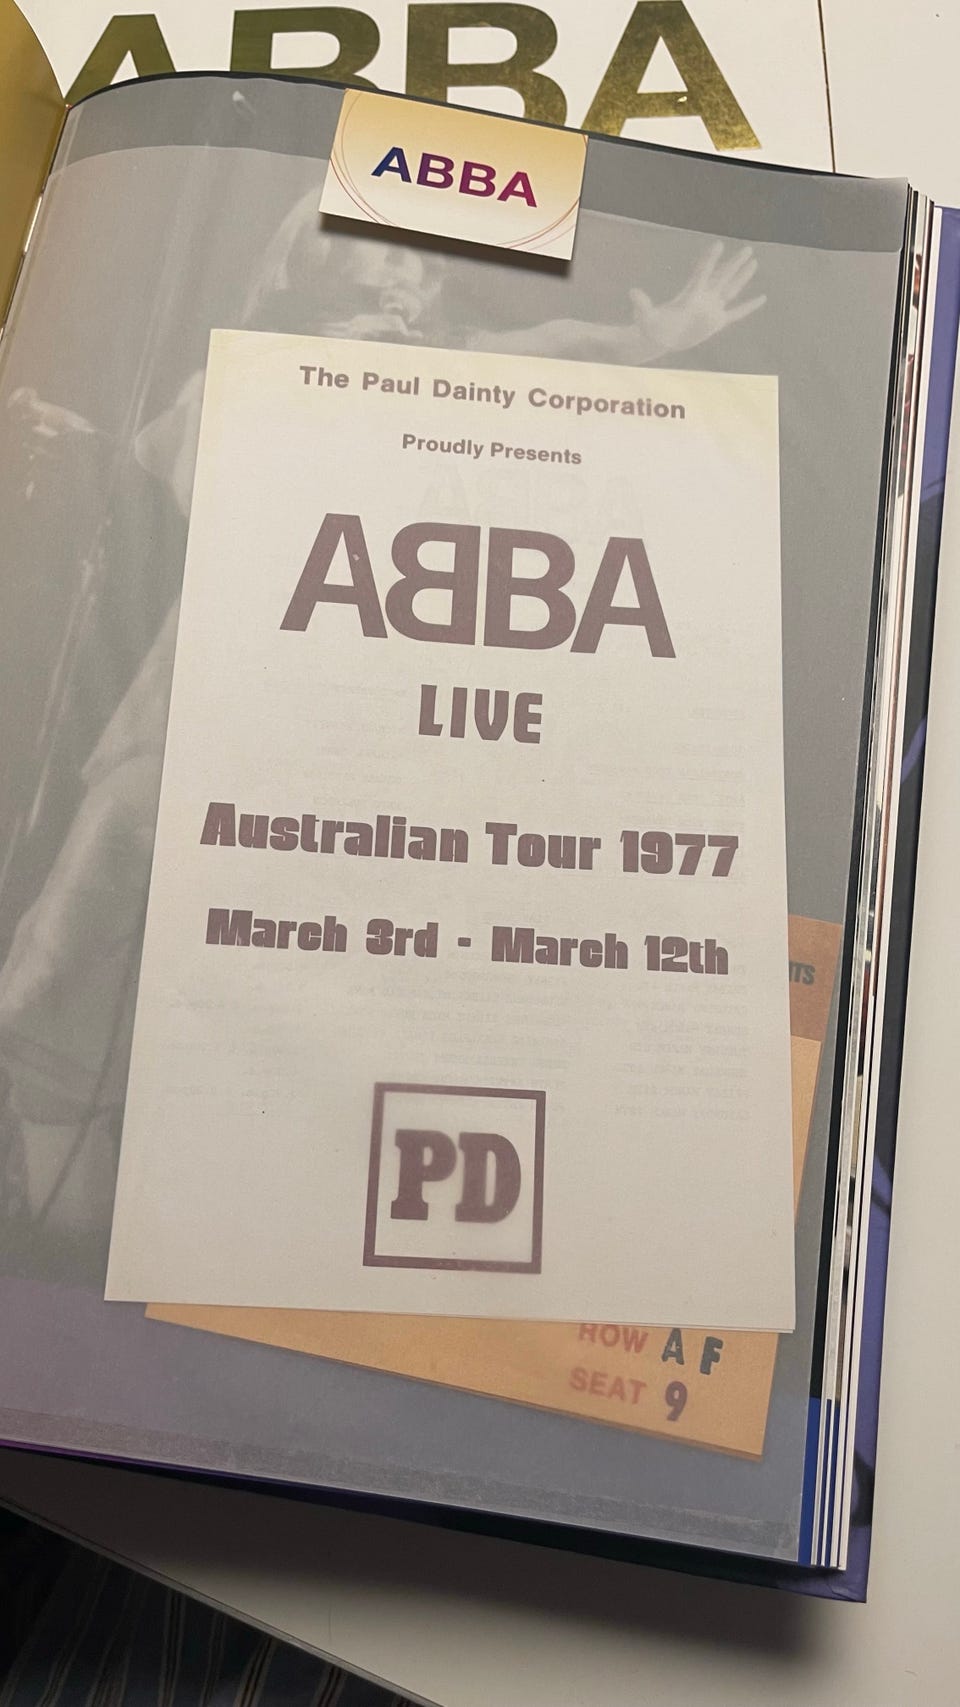 ABBA
ABBA
The Paul Dainty Corporation
Proudly Presents
ABBA
LIVE
Australian Tour 1977
March 3rd - March 12th
PD
ROW A F
SEAT 9